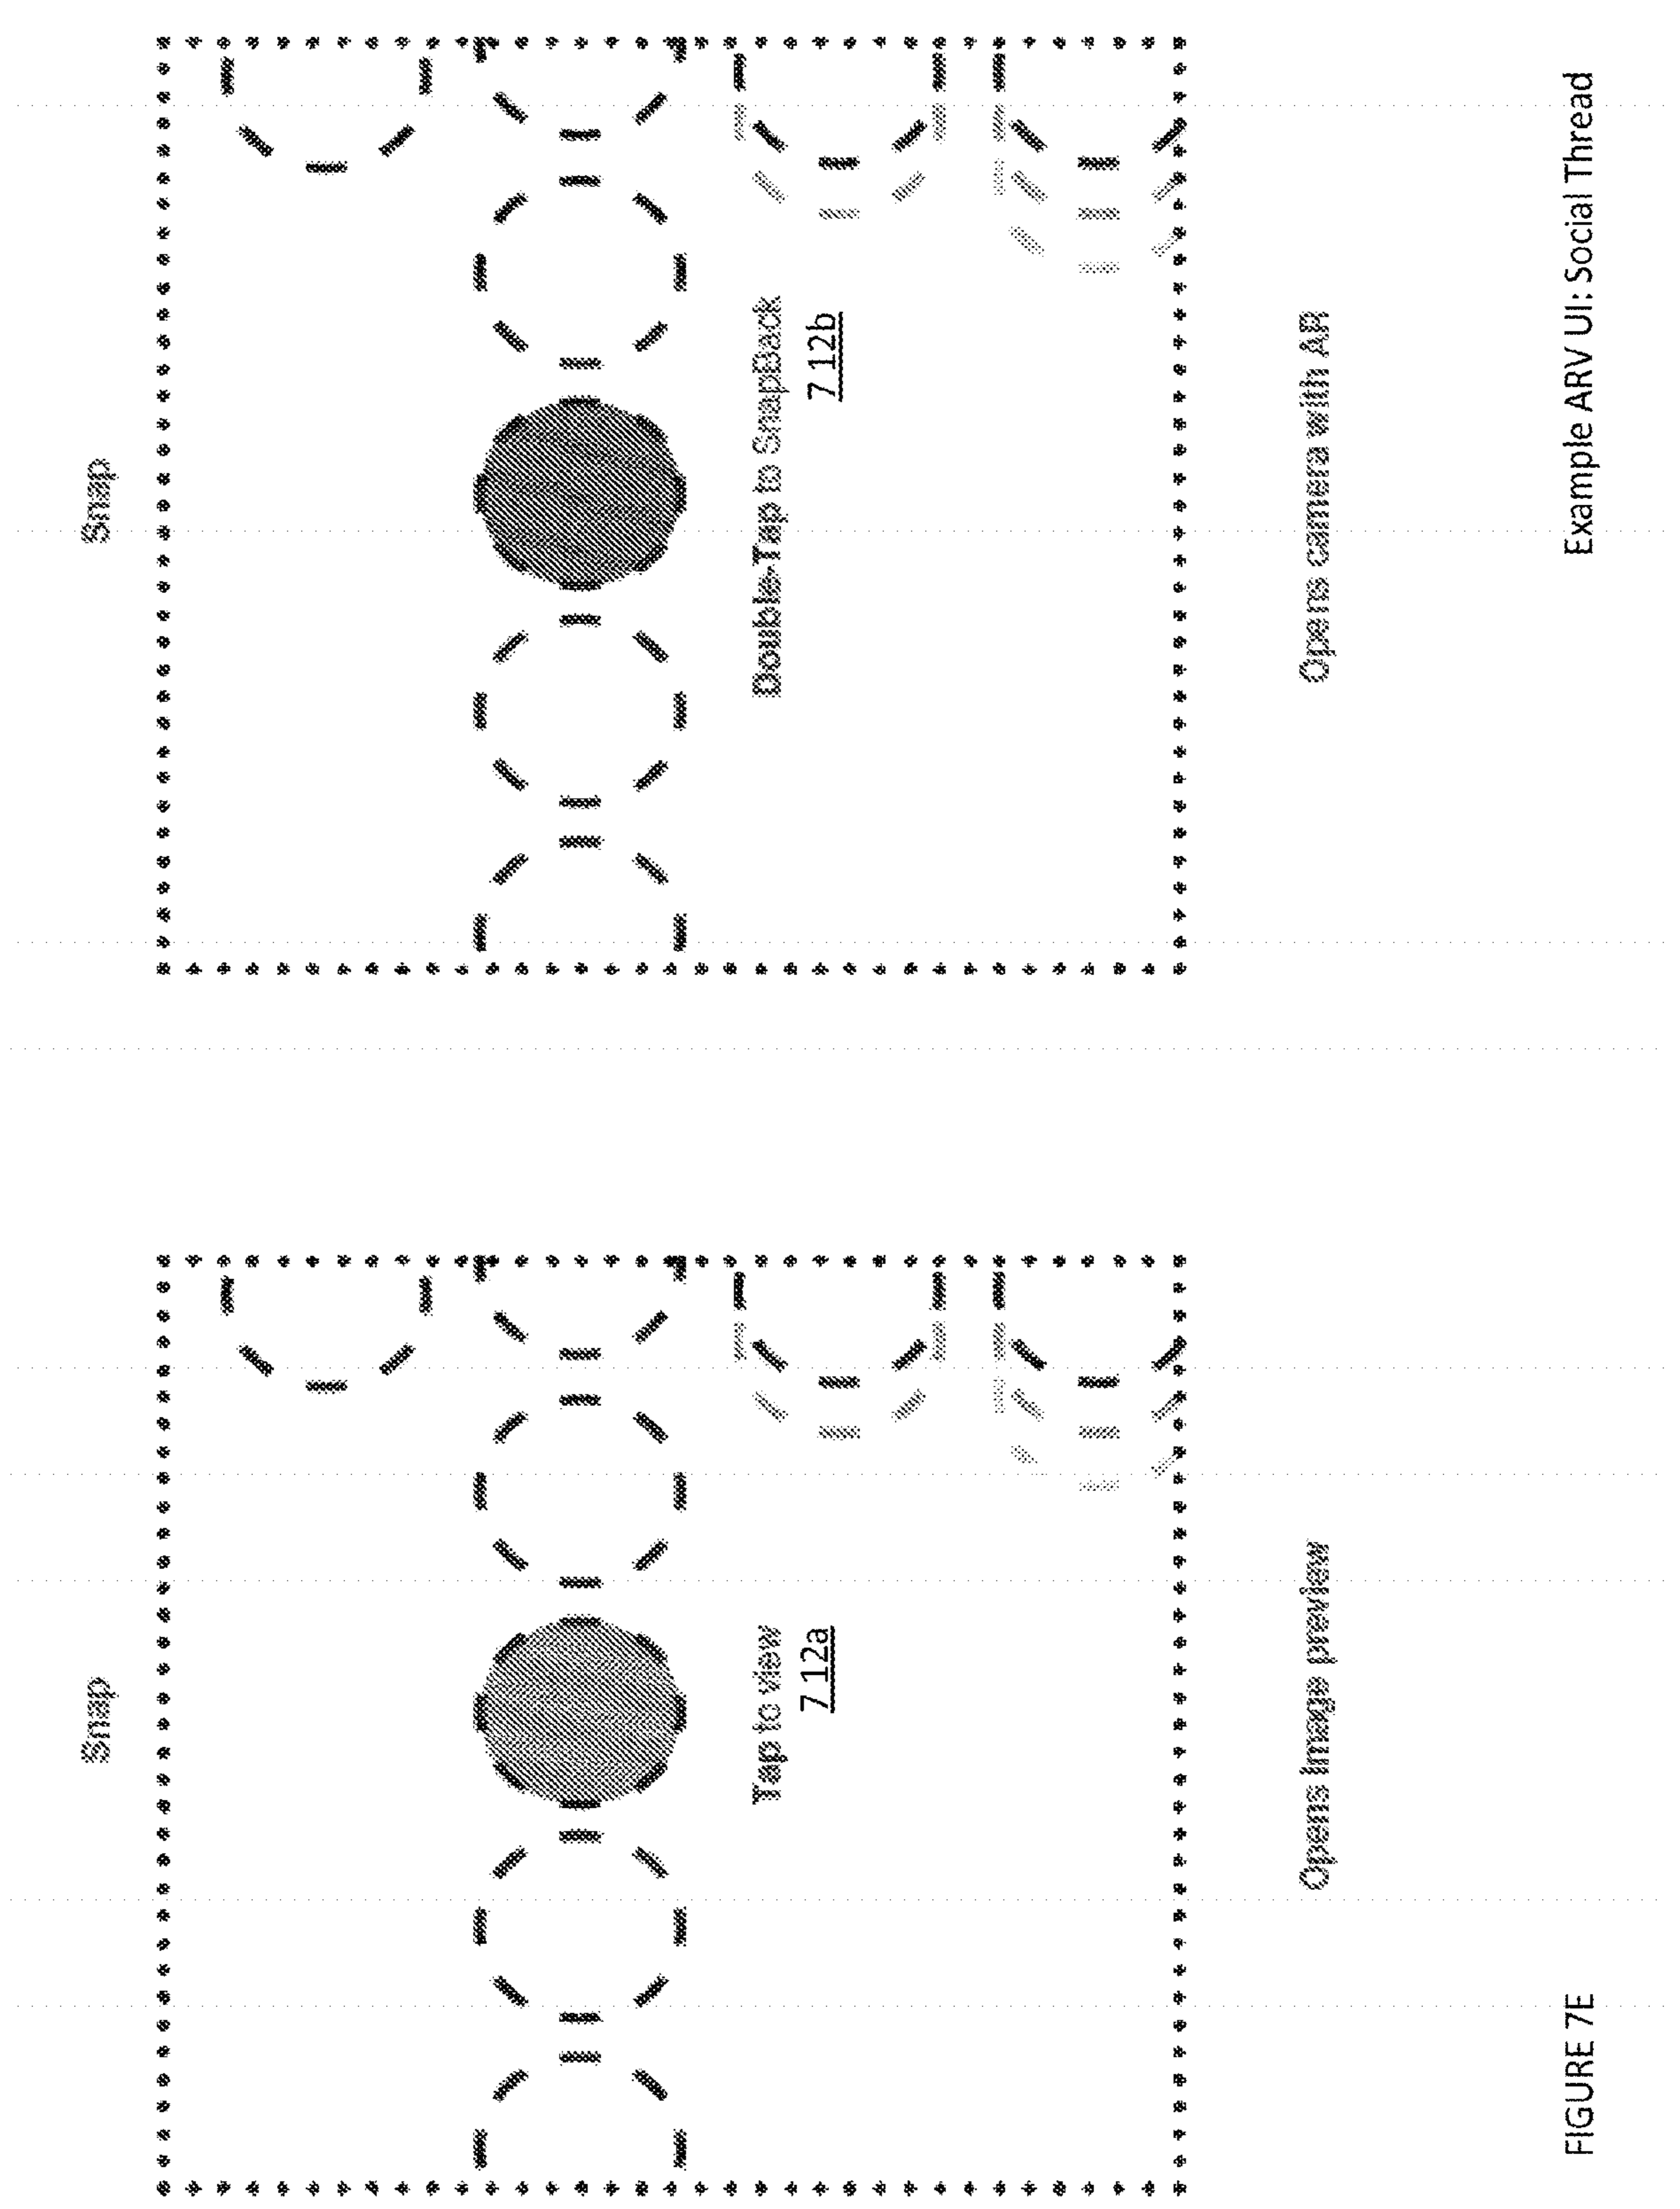 Snap
Tap to view
712a
Opens image preview
Snap
Double-Tap to SnapBack
712b
Opens camera with AR
FIGURE 7E
Example ARV UI: Social Thread